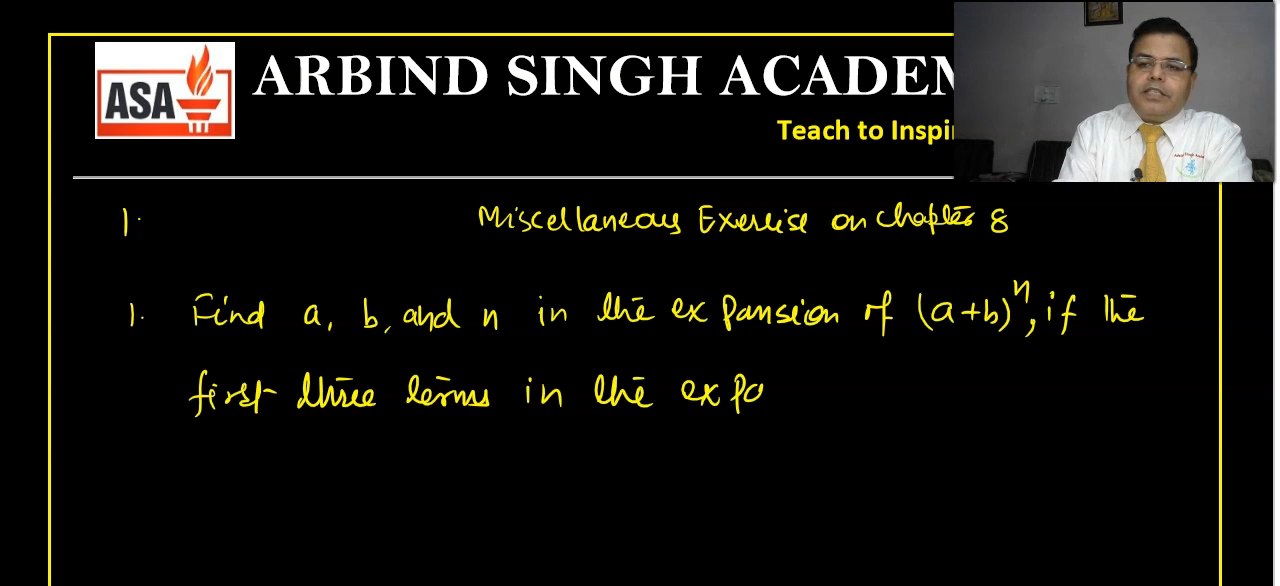 ASA
ARBIND SINGH ACADEM
Teach to Inspi
1. Miscellaneous Exercise on Chapter 8
1. Find a, b, and n in the expansion of (a+b)ⁿ, if the
first three terms in the expa